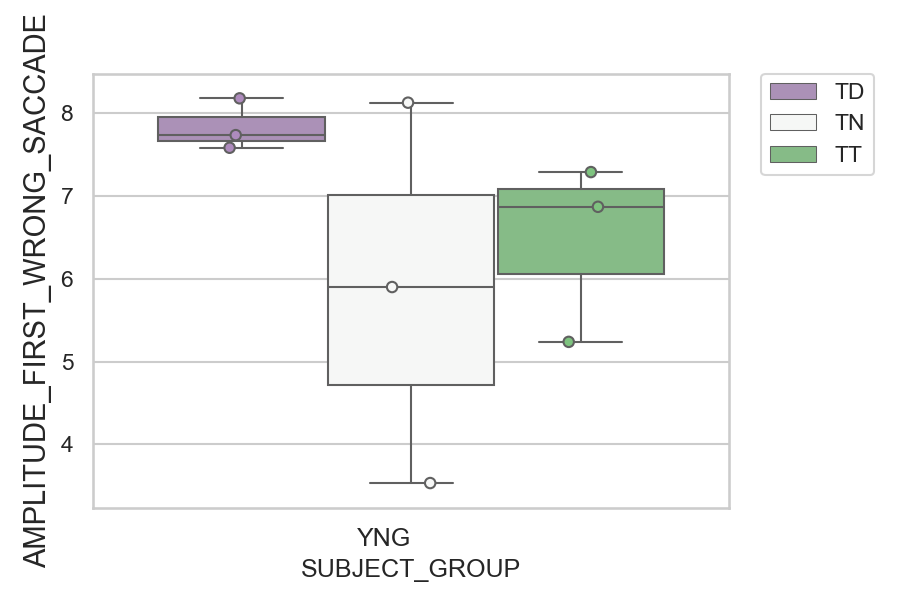 AMPLITUDE_FIRST_WRONG_SACCADE
8
7
6
5
4
YNG
SUBJECT_GROUP
TD
TN
TT